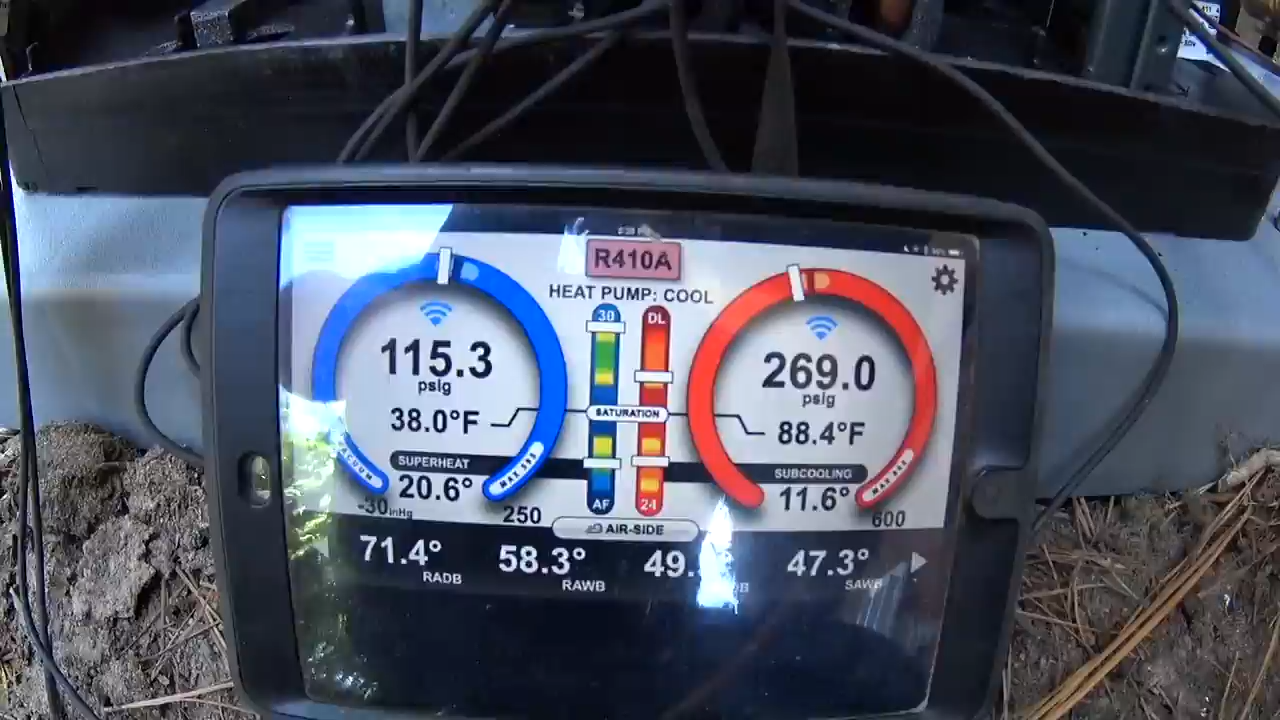 R410A
HEAT PUMP: COOL
30
DL
115.3
psig
38.0°F
SATURATION
269.0
psig
88.4°F
SUPERHEAT
20.6°
SUBCOOLING
11.6°
-30inHg
250
AF
24
600
AIR-SIDE
71.4°
RADB
58.3°
RAWB
49.
47.3°
SAWB